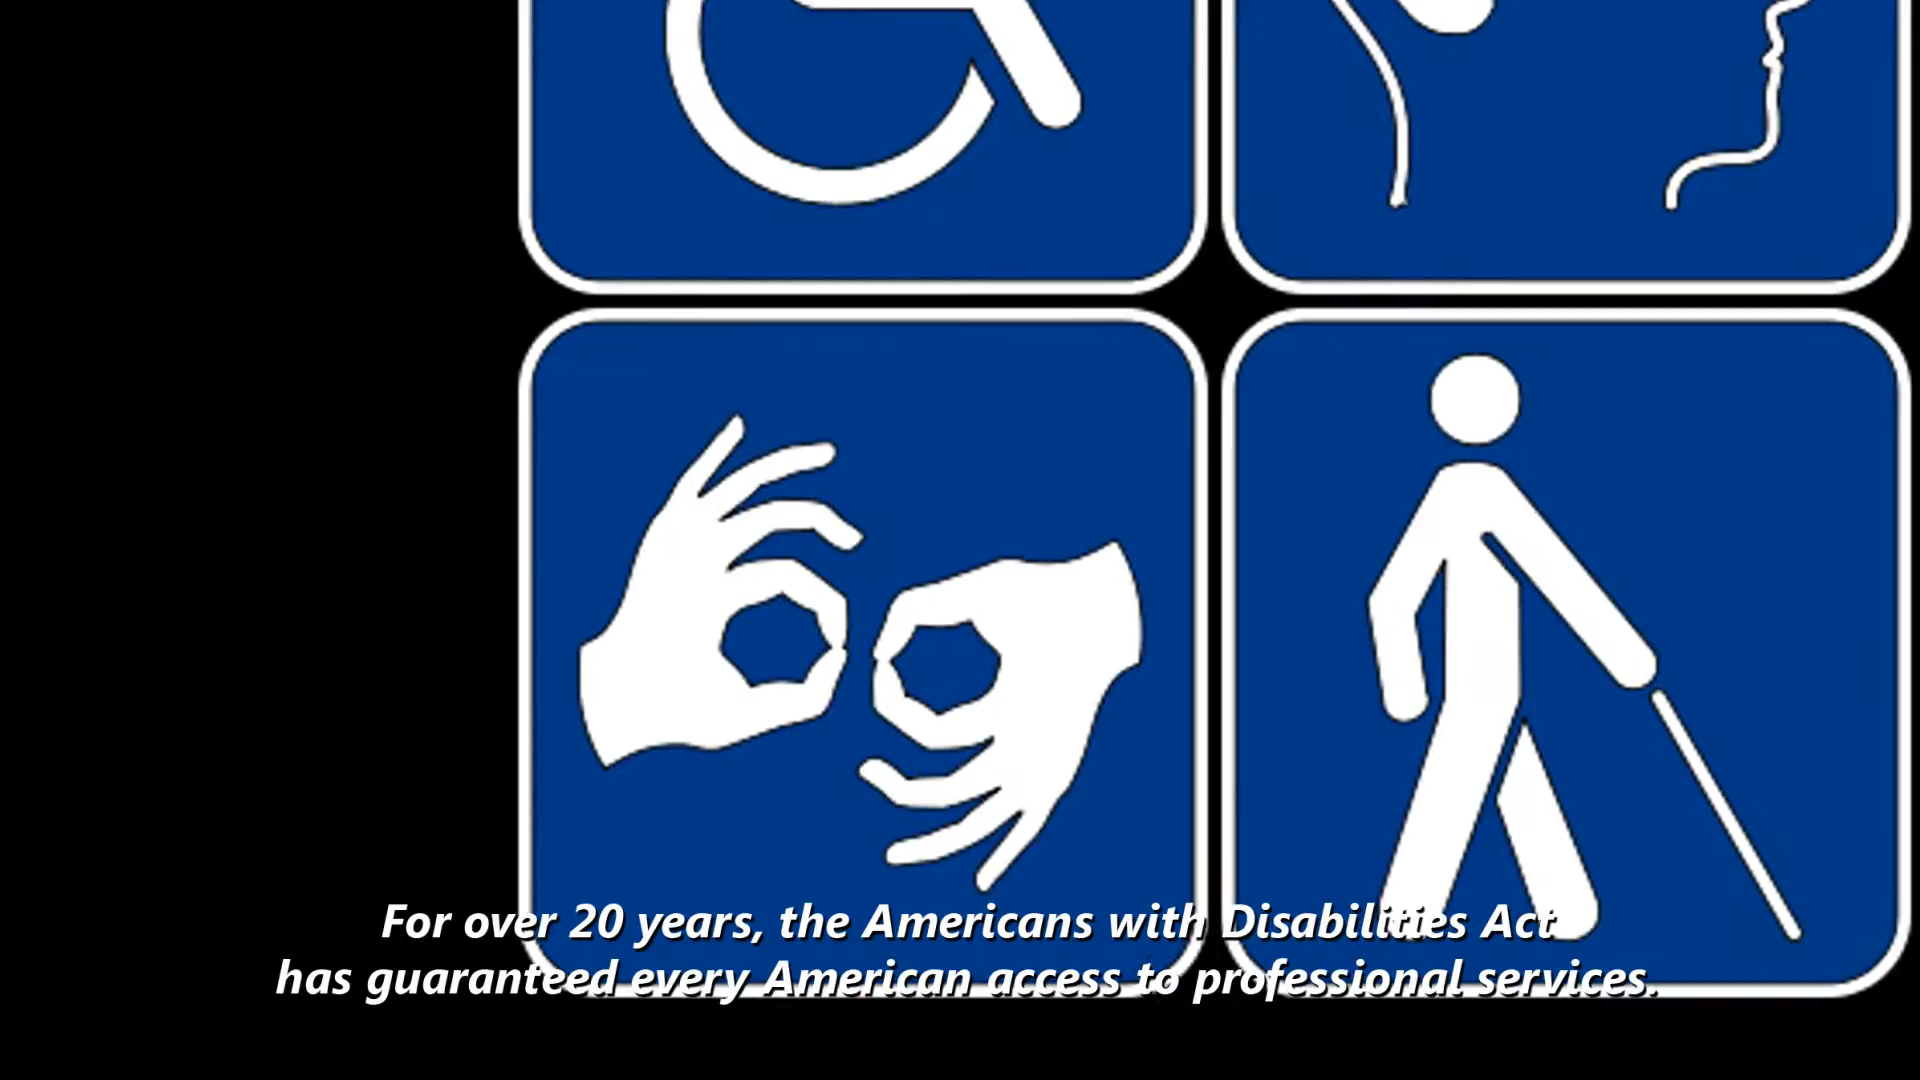 For over 20 years, the Americans with Disabilities Act
has guaranteed every American access to professional services.